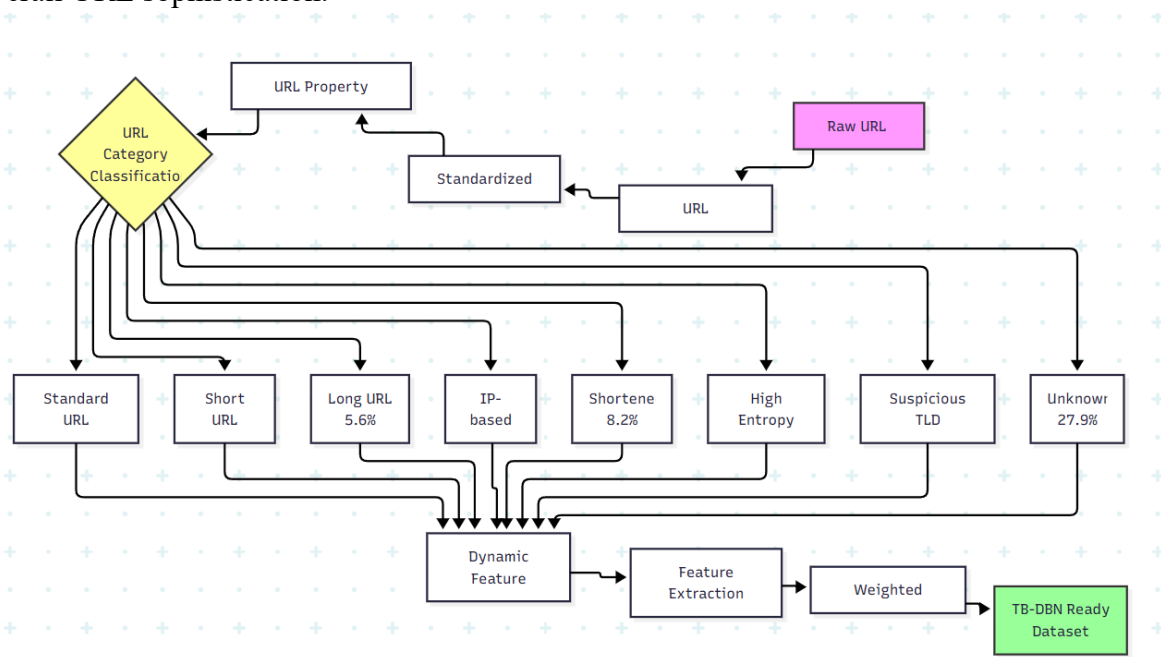 URL Property
Raw URL
URL
Category
Classificatio
Standardized
URL
Standard
URL
Short
URL
Long URL
5.6%
IP-
based
Shortene
8.2%
High
Entropy
Suspicious
TLD
Unknowr
27.9%
Dynamic
Feature
Feature
Extraction
Weighted
TB-DBN Ready
Dataset